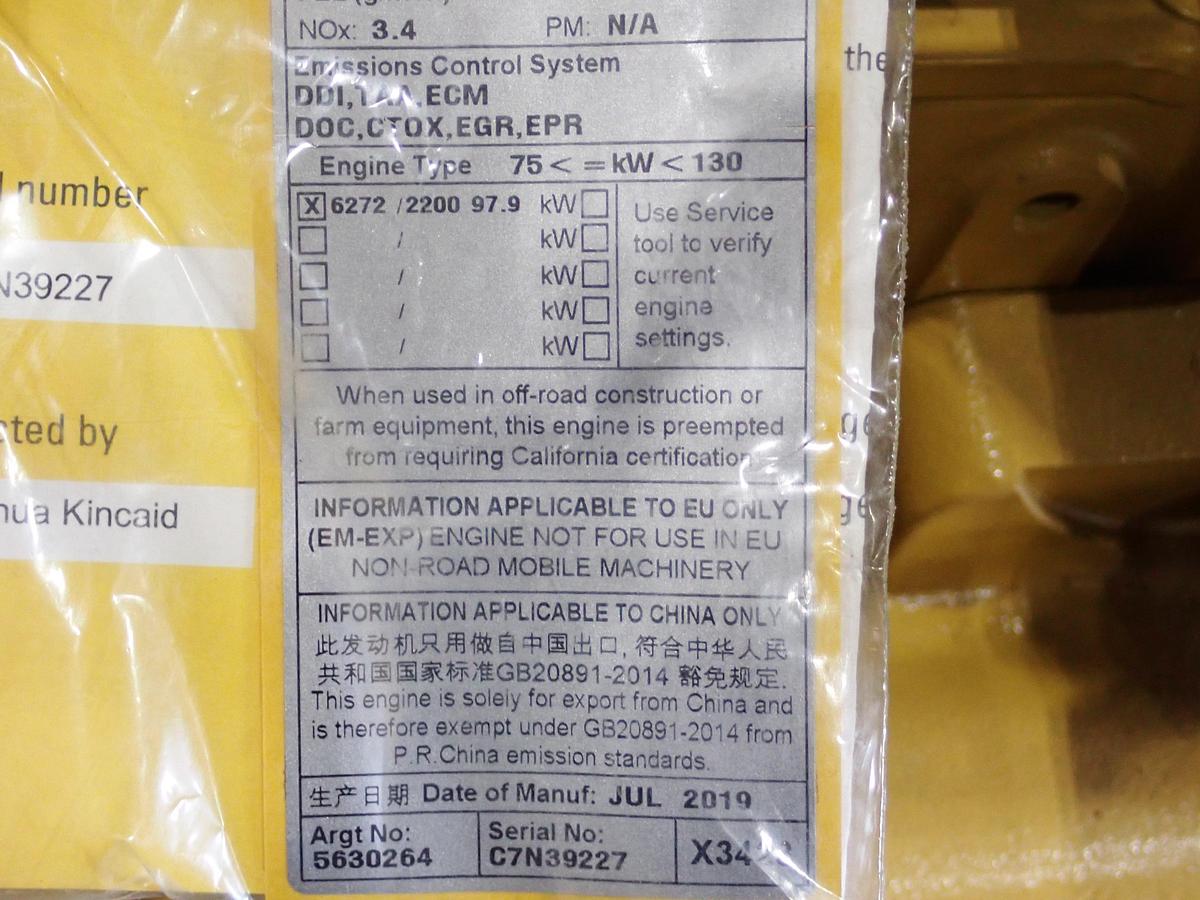 NOx: 3.4 PM: N/A
the
Emissions Control System
DDI,TAA,ECM
DOC,CTOX,EGR,EPR
Engine Type 75 < = kW < 130
number
X 6272 / 2200 97.9 kW
/ kW
/ kW
/ kW
/ kW
Use Service
tool to verify
current
engine
settings.
N39227
When used in off-road construction or
farm equipment, this engine is preempted
from requiring California certification
cted by
Kincaid
INFORMATION APPLICABLE TO EU ONLY
(EM-EXP) ENGINE NOT FOR USE IN EU
NON-ROAD MOBILE MACHINERY
INFORMATION APPLICABLE TO CHINA ONLY
此发动机只用做自中国出口, 符合中华人民
共和国国家标准GB20891-2014 豁免规定.
This engine is solely for export from China and
is therefore exempt under GB20891-2014 from
P.R.China emission standards.
生产日期 Date of Manuf: JUL 2019
Argt No:
5630264
Serial No:
C7N39227